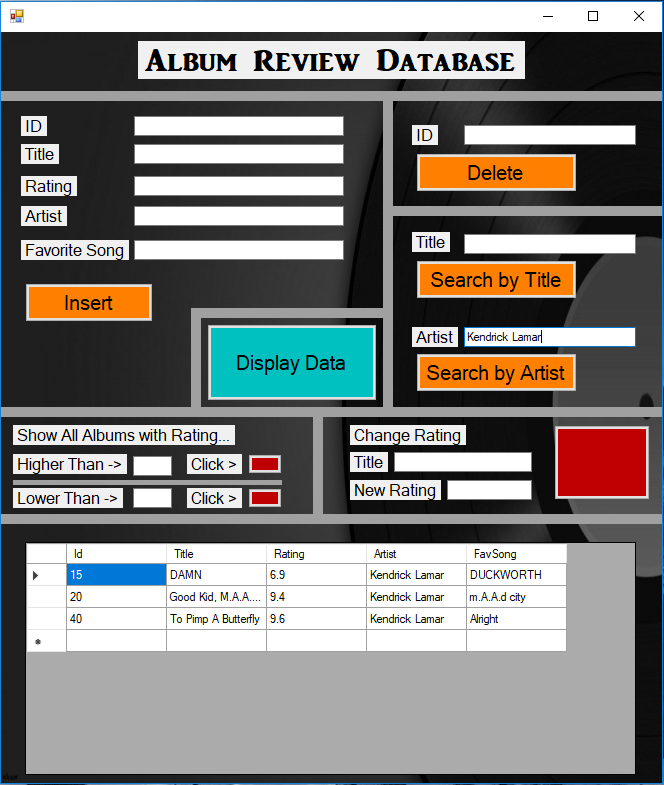 Album Review Database
ID
Title
Rating
Artist
Favorite Song
Insert
Display Data
ID
Delete
Title
Search by Title
Artist Kendrick Lamar
Search by Artist
Show All Albums with Rating...
Higher Than -> Click >
Lower Than -> Click >
Change Rating
Title
New Rating
Id Title Rating Artist FavSong
15 DAMN 6.9 Kendrick Lamar DUCKWORTH
20 Good Kid, M.A.A.... 9.4 Kendrick Lamar m.A.A.d city
40 To Pimp A Butterfly 9.6 Kendrick Lamar Alright